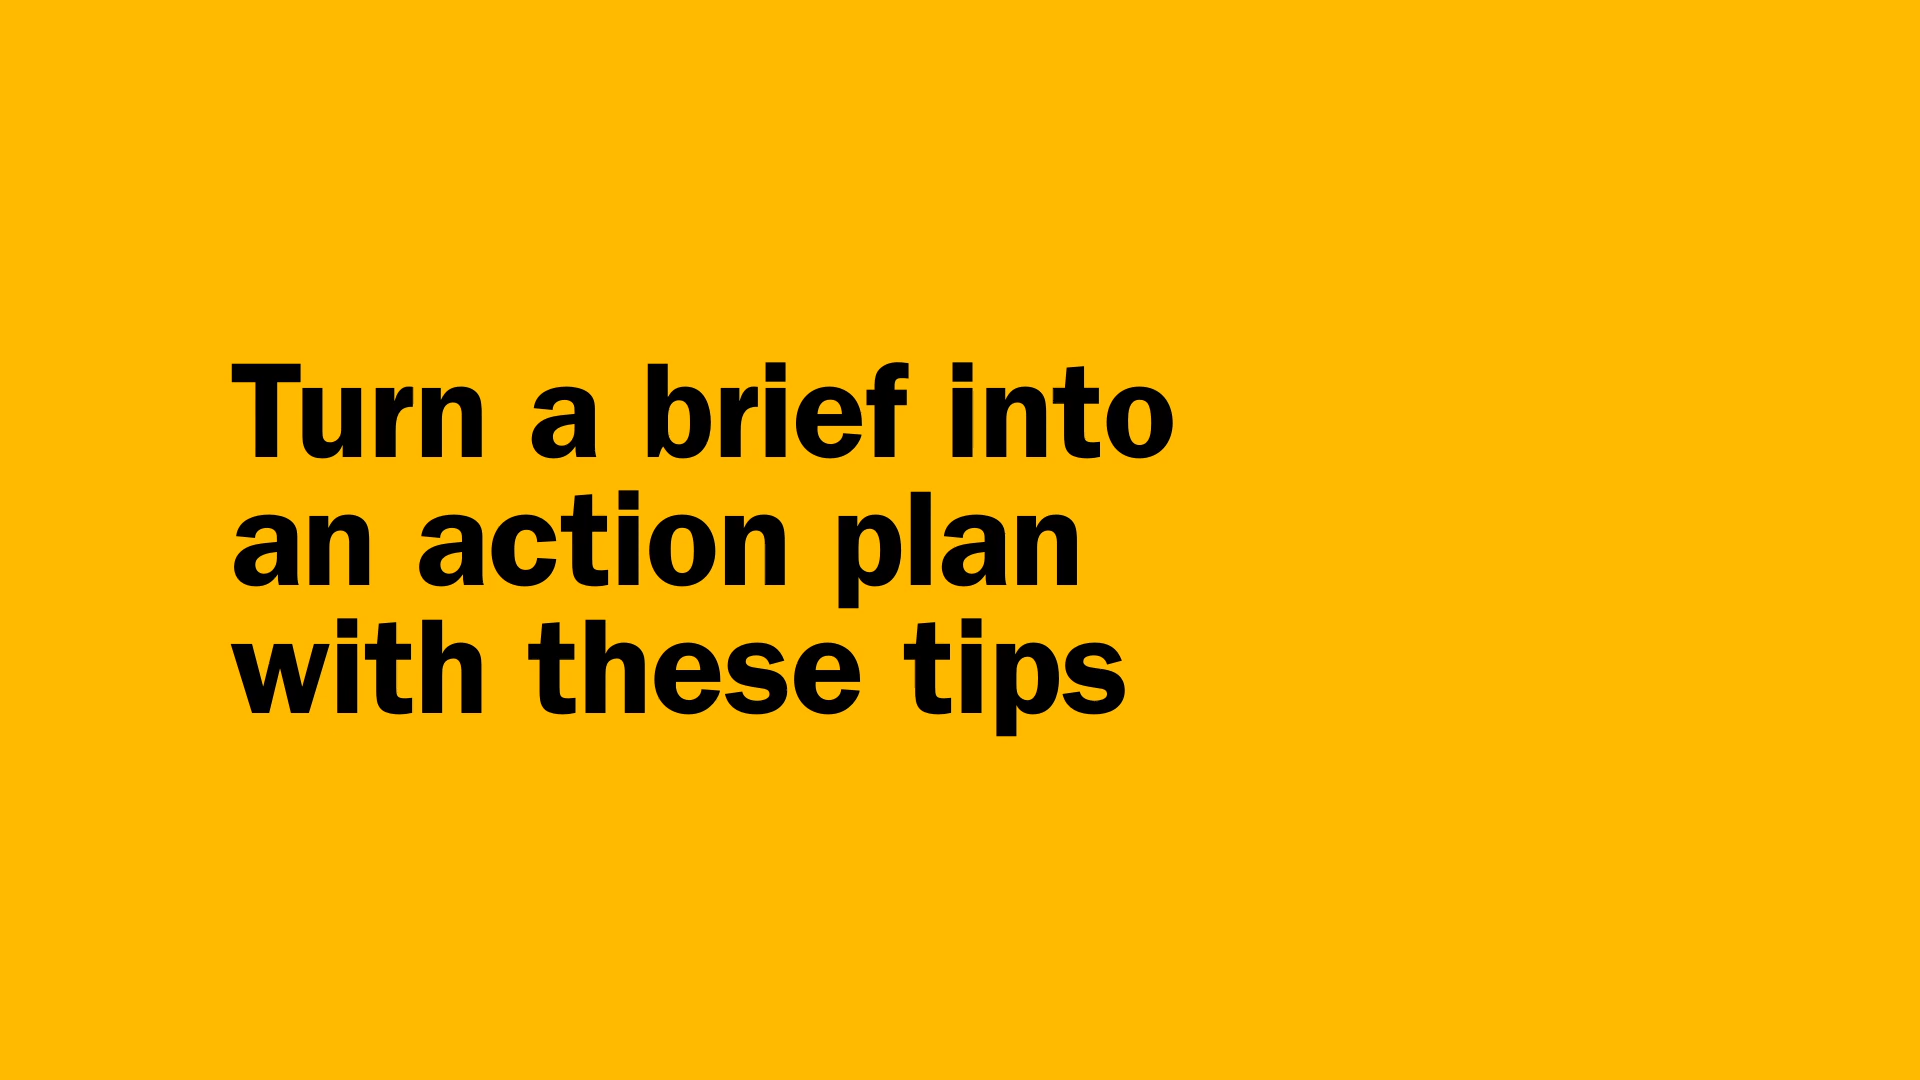 Turn a brief into
an action plan
with these tips